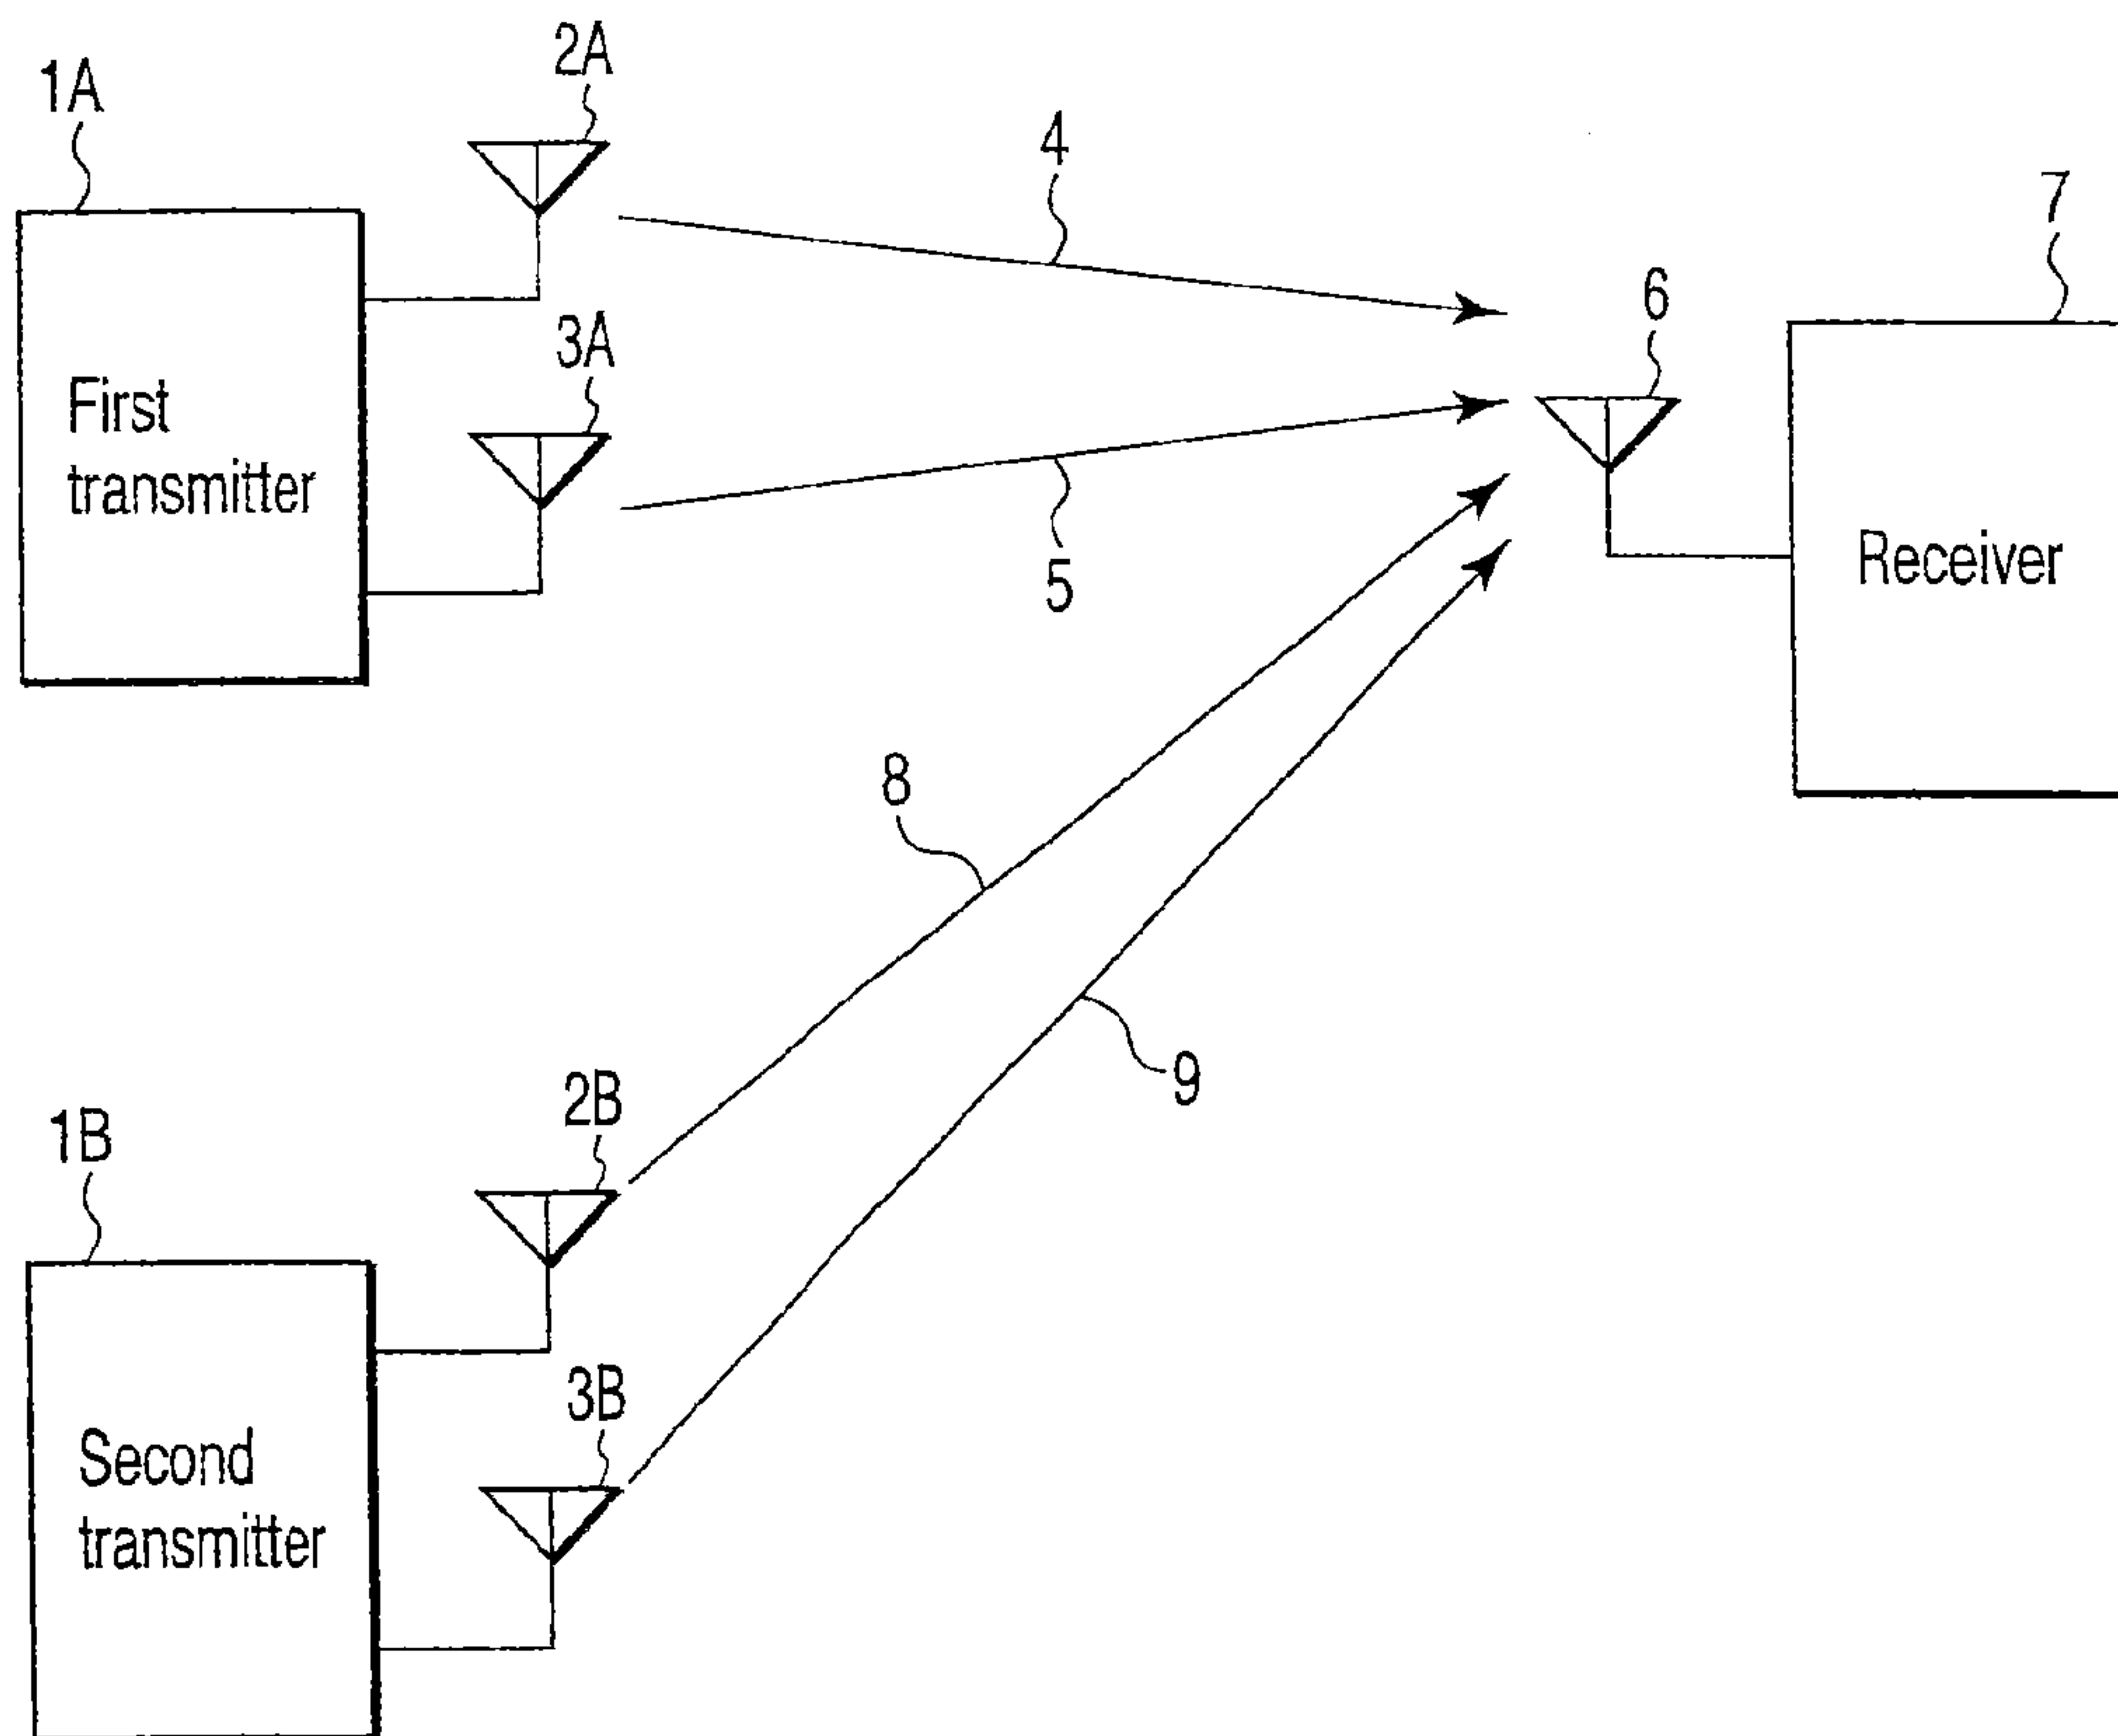 2A
1A
4
7
6
3A
First
transmitter
Receiver
5
8
9
2B
1B
3B
Second
transmitter